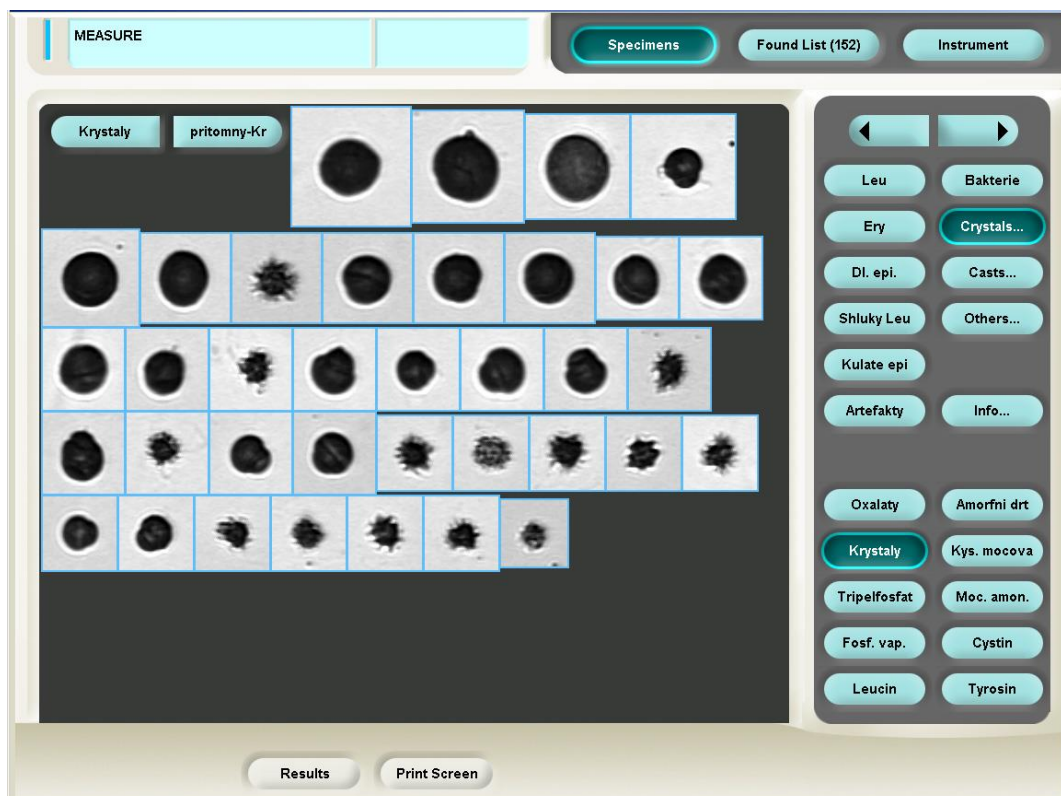 MEASURE
Specimens
Found List (152)
Instrument
Krystaly
pritomny-Kr
Leu
Bakterie
Ery
Crystals...
Dl. epi.
Casts...
Shluky Leu
Others...
Kulate epi
Artefakty
Info...
Oxalaty
Amorfni drt
Krystaly
Kys. mocova
Tripelfosfat
Moc. amon.
Fosf. vap.
Cystin
Leucin
Tyrosin
Results
Print Screen